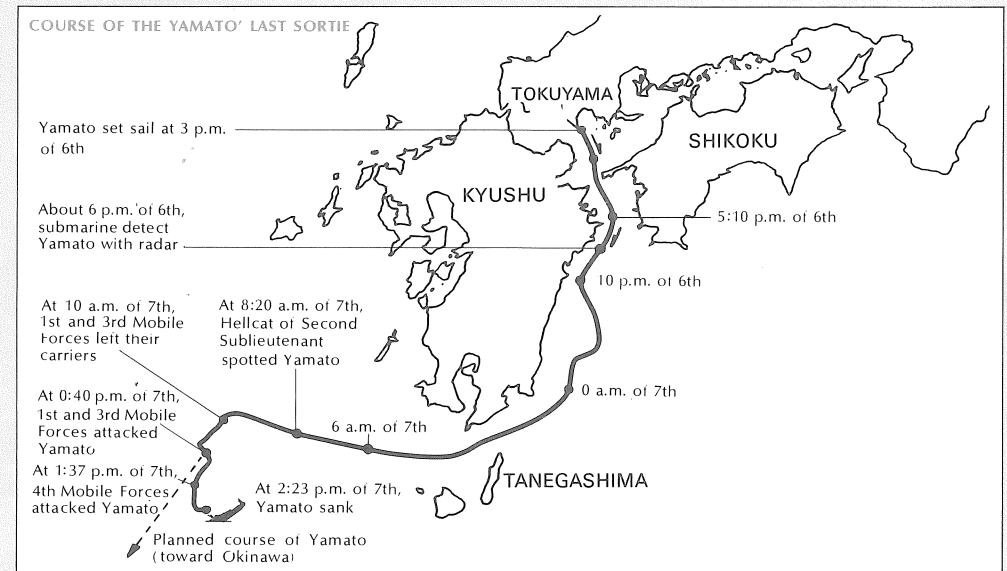 COURSE OF THE YAMATO' LAST SORTIE
TOKUYAMA
Yamato set sail at 3 p.m.
of 6th
SHIKOKU
KYUSHU
About 6 p.m. of 6th,
submarine detect
Yamato with radar
5:10 p.m. of 6th
10 p.m. of 6th
At 10 a.m. of 7th,
1st and 3rd Mobile
Forces left their
carriers
At 8:20 a.m. of 7th,
Hellcat of Second
Sublieutenant
spotted Yamato
0 a.m. of 7th
At 0:40 p.m. of 7th,
1st and 3rd Mobile
Forces attacked
Yamato
6 a.m. of 7th
At 1:37 p.m. of 7th,
4th Mobile Forces
attacked Yamato
At 2:23 p.m. of 7th,
Yamato sank
TANEGASHIMA
Planned course of Yamato
(toward Okinawa)